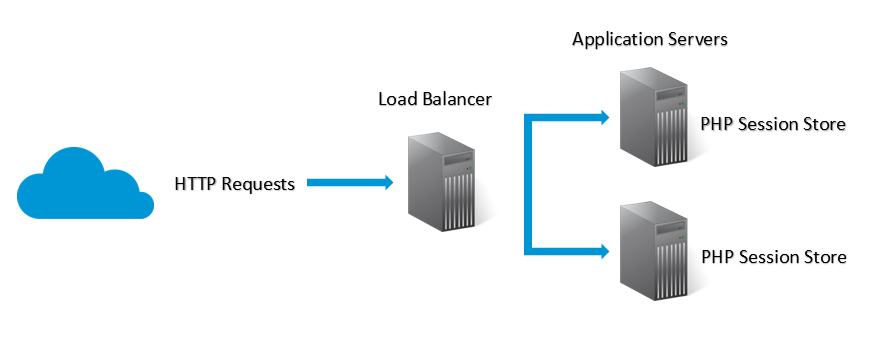 Application Servers
Load Balancer
PHP Session Store
HTTP Requests
PHP Session Store